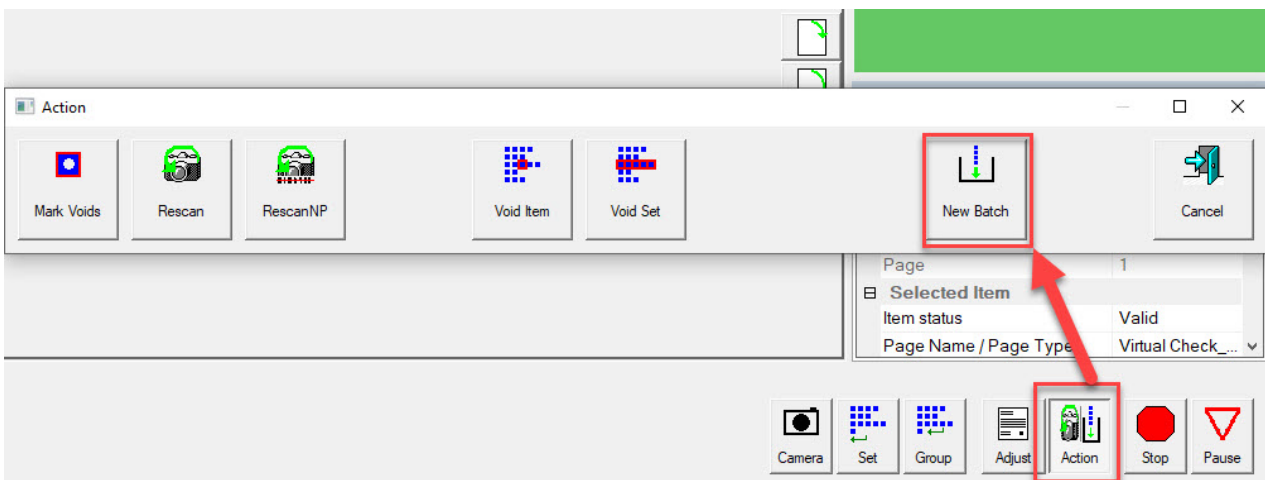 Action
Mark Voids
Rescan
RescanNP
Void Item
Void Set
New Batch
Cancel
Page 1
Selected Item
Item status Valid
Page Name / Page Type Virtual Check_...
Camera
Set
Group
Adjust
Action
Stop
Pause